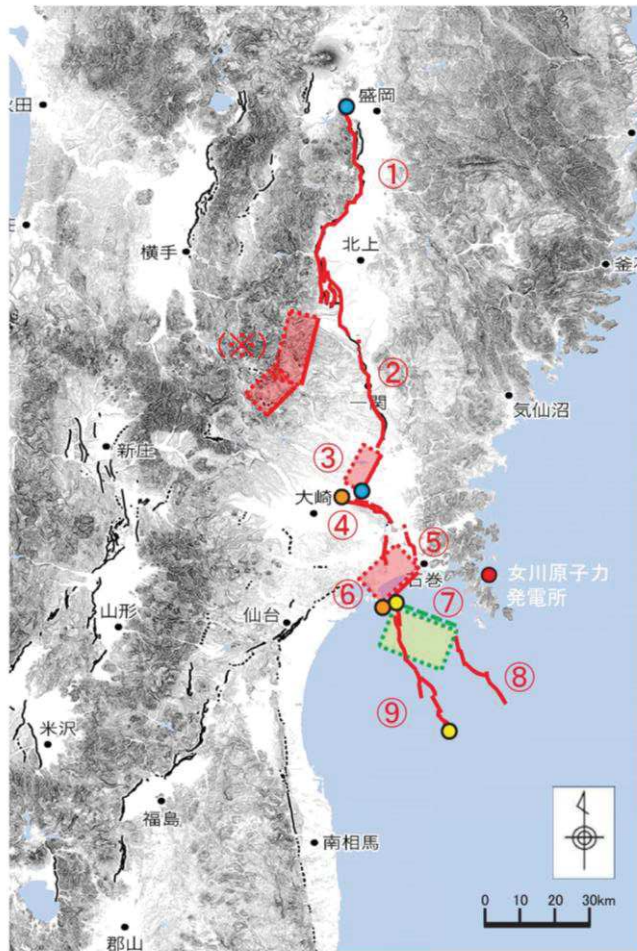 盛岡
①
北上
横手
(※)
②
一関
気仙沼
新庄
③
大崎
④
⑤
石巻
女川原子力
発電所
⑥
⑦
仙台
山形
⑧
⑨
米沢
福島
南相馬
0 10 20 30km
郡山